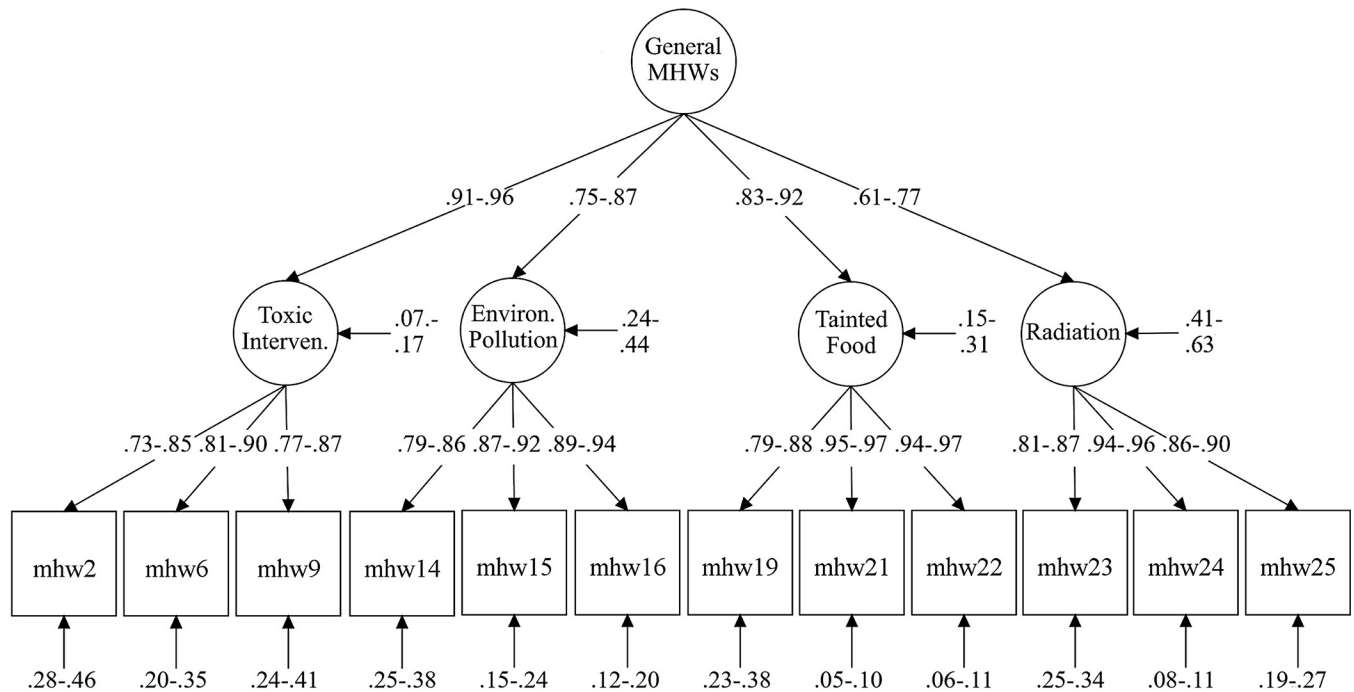 General
MHWs
.91-.96 .75-.87 .83-.92 .61-.77
Toxic
Interven.
.07.-
.17
Environ.
Pollution
.24-
.44
Tainted
Food
.15-
.31
Radiation
.41-
.63
.73-.85 .81-.90 .77-.87 .79-.86 .87-.92 .89-.94 .79-.88 .95-.97 .94-.97 .81-.87 .94-.96 .86-.90
mhw2 mhw6 mhw9 mhw14 mhw15 mhw16 mhw19 mhw21 mhw22 mhw23 mhw24 mhw25
.28-.46 .20-.35 .24-.41 .25-.38 .15-.24 .12-.20 .23-.38 .05-.10 .06-.11 .25-.34 .08-.11 .19-.27